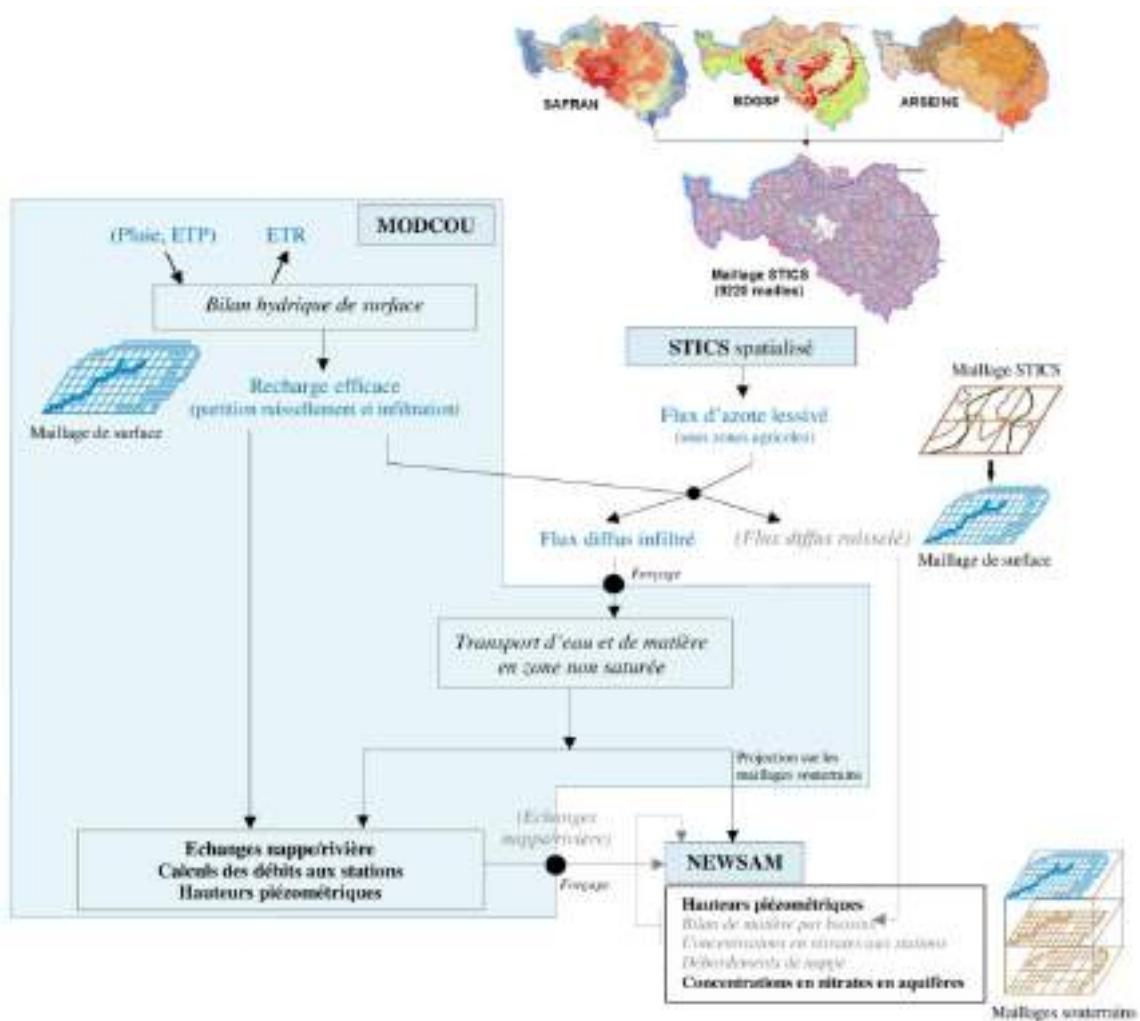 SAFRAN
BDGSF
ARSEINE
Maillage STICS
(9220 mailles)
MODCOU
(Pluie, ETP)
ETR
Bilan hydrique de surface
Recharge efficace
(partition ruissellement et infiltration)
Maillage de surface
STICS spatialisé
Flux d'azote lessivé
(sous zones agricoles)
Maillage STICS
Maillage de surface
Flux diffus infiltré
(Flux diffus ruisselé)
Forçage
Transport d'eau et de matière
en zone non saturée
Projection sur les
maillages souterrains
Echanges nappe/rivière
Calculs des débits aux stations
Hauteurs piézométriques
(Echanges
nappe/rivière)
Forçage
NEWSAM
Hauteurs piézométriques
Bilan de matière par bassin
Concentrations en nitrates aux stations
Débordements de nappe
Concentrations en nitrates en aquifères
Maillages souterrains